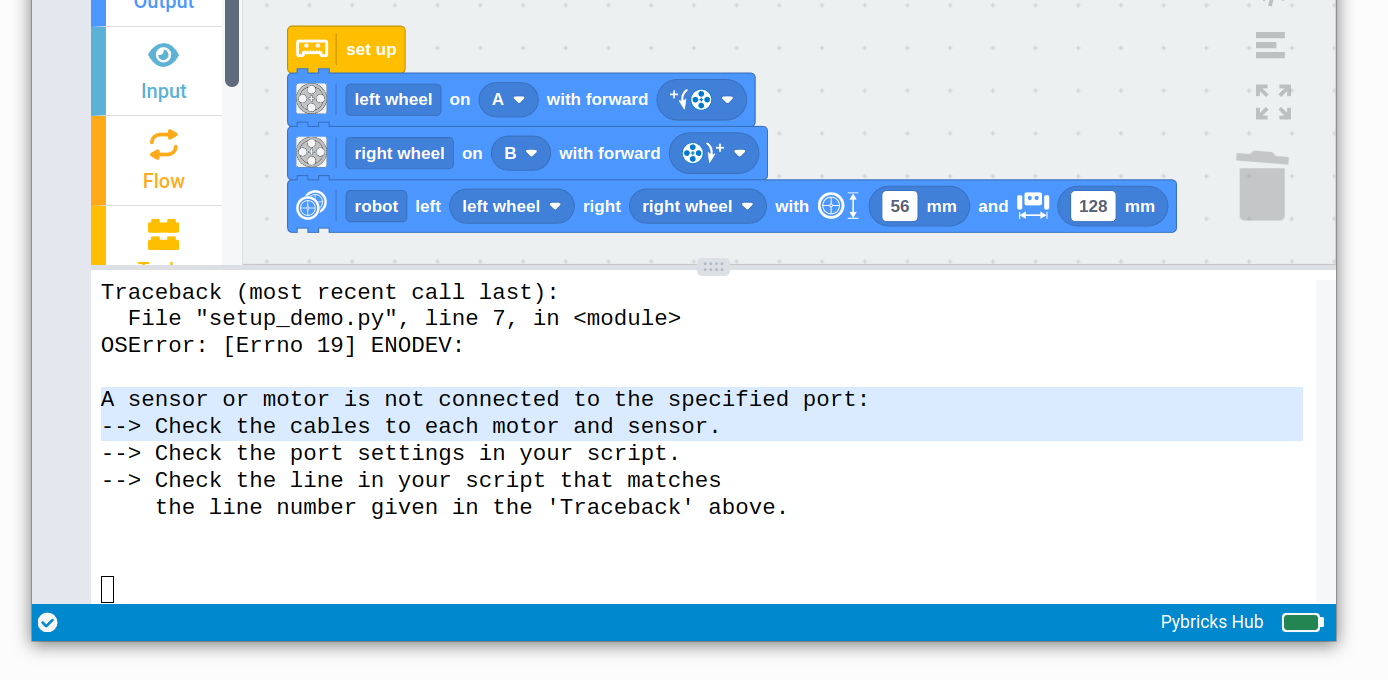 Output
Input
Flow
set up
left wheel on A with forward
right wheel on B with forward
robot left left wheel right right wheel with 56 mm and 128 mm
Traceback (most recent call last):
File "setup_demo.py", line 7, in <module>
OSError: [Errno 19] ENODEV:
A sensor or motor is not connected to the specified port:
--> Check the cables to each motor and sensor.
--> Check the port settings in your script.
--> Check the line in your script that matches
the line number given in the 'Traceback' above.
Pybricks Hub